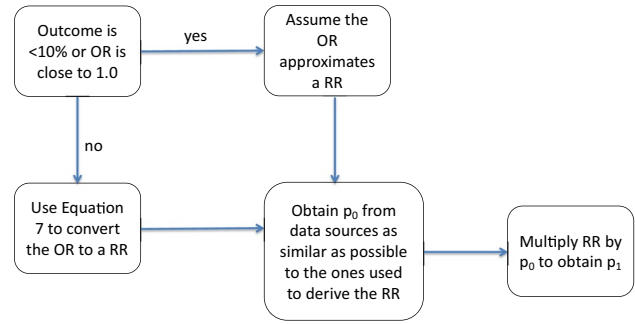 Outcome is
<10% or OR is
close to 1.0
yes
Assume the
OR
approximates
a RR
no
Use Equation
7 to convert
the OR to a RR
Obtain p₀ from
data sources as
similar as possible
to the ones used
to derive the RR
Multiply RR by
p₀ to obtain p₁